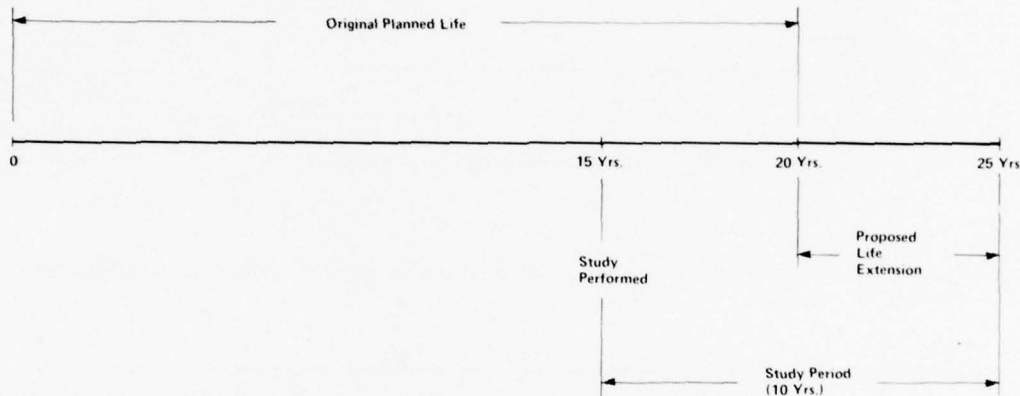 Original Planned Life
0
15 Yrs.
20 Yrs.
25 Yrs
Study
Performed
Proposed
Life
Extension
Study Period
(10 Yrs.)